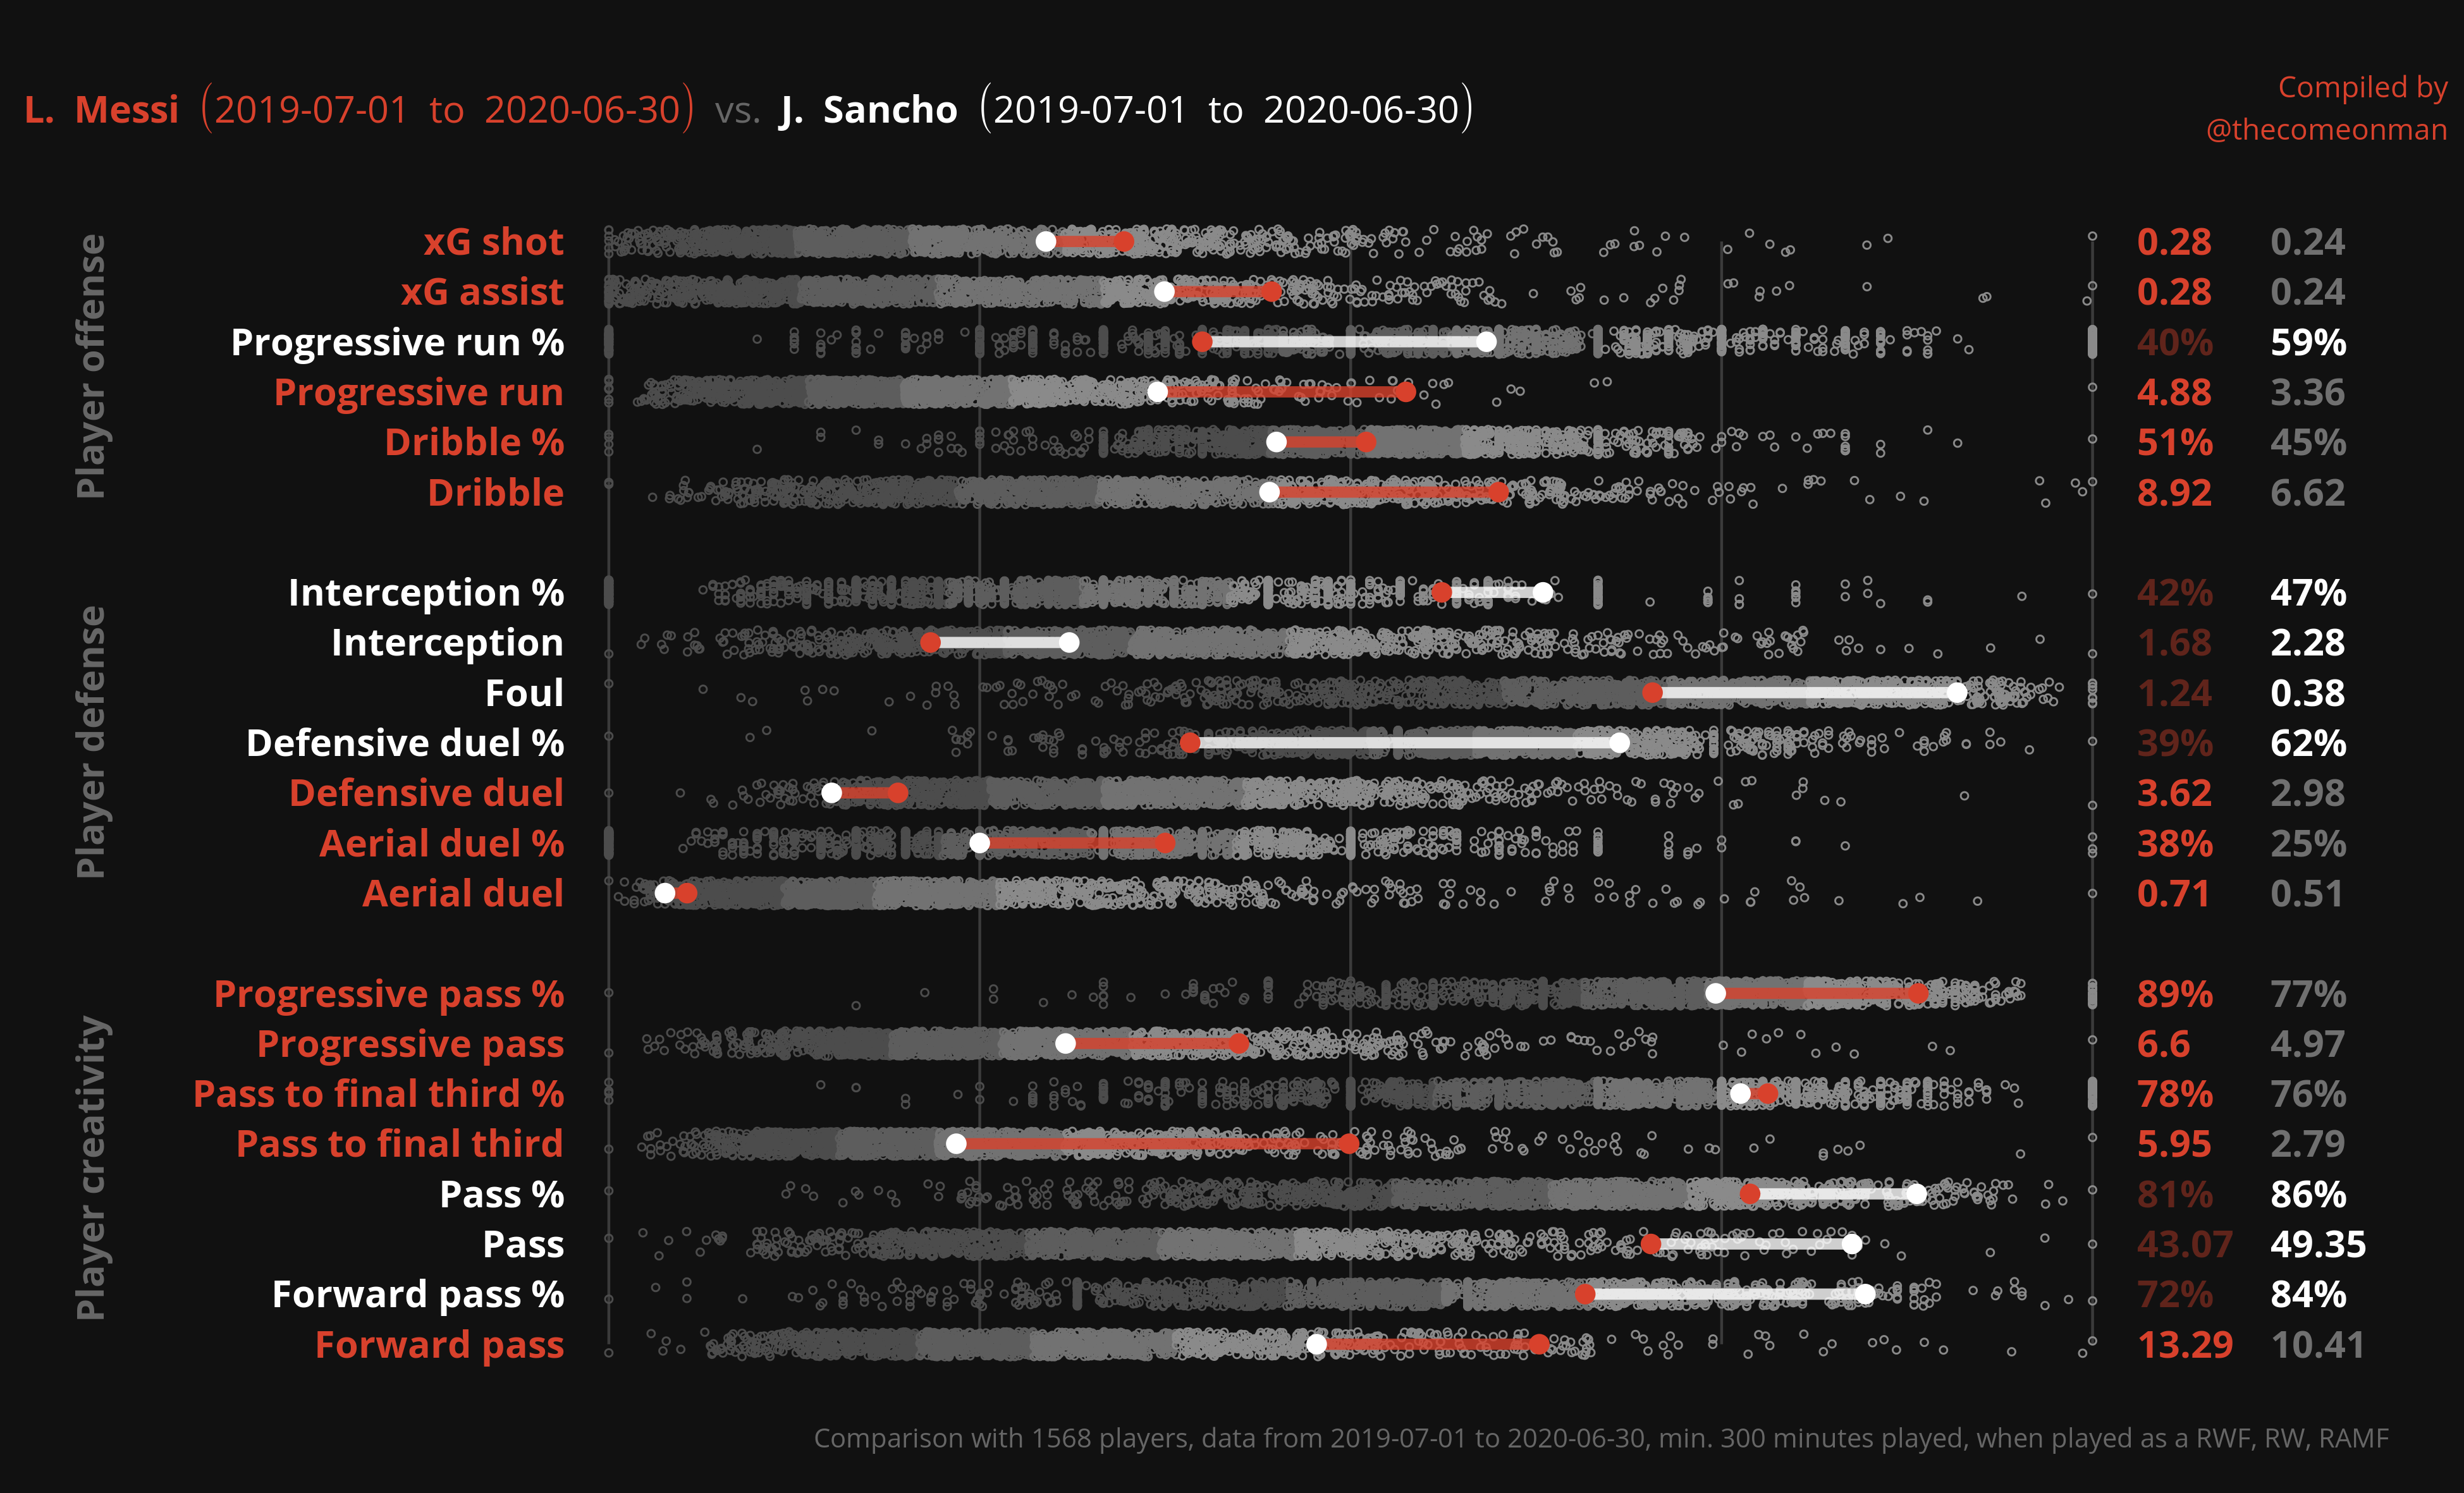 L. Messi (2019-07-01 to 2020-06-30) vs. J. Sancho (2019-07-01 to 2020-06-30)
Compiled by
@thecomeonman
Player offense
xG shot 0.28 0.24
xG assist 0.28 0.24
Progressive run % 40% 59%
Progressive run 4.88 3.36
Dribble % 51% 45%
Dribble 8.92 6.62
Player defense
Interception % 42% 47%
Interception 1.68 2.28
Foul 1.24 0.38
Defensive duel % 39% 62%
Defensive duel 3.62 2.98
Aerial duel % 38% 25%
Aerial duel 0.71 0.51
Player creativity
Progressive pass % 89% 77%
Progressive pass 6.6 4.97
Pass to final third % 78% 76%
Pass to final third 5.95 2.79
Pass % 81% 86%
Pass 43.07 49.35
Forward pass % 72% 84%
Forward pass 13.29 10.41
Comparison with 1568 players, data from 2019-07-01 to 2020-06-30, min. 300 minutes played, when played as a RWF, RW, RAMF